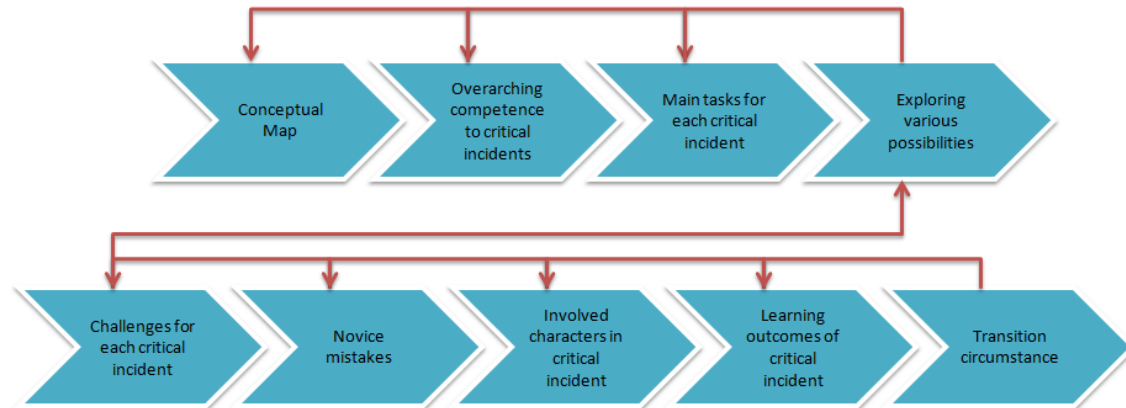 Conceptual
Map
Overarching
competence
to critical
incidents
Main tasks for
each critical
incident
Exploring
various
possibilities
Challenges for
each critical
incident
Novice
mistakes
Involved
characters in
critical
incident
Learning
outcomes of
critical
incident
Transition
circumstance